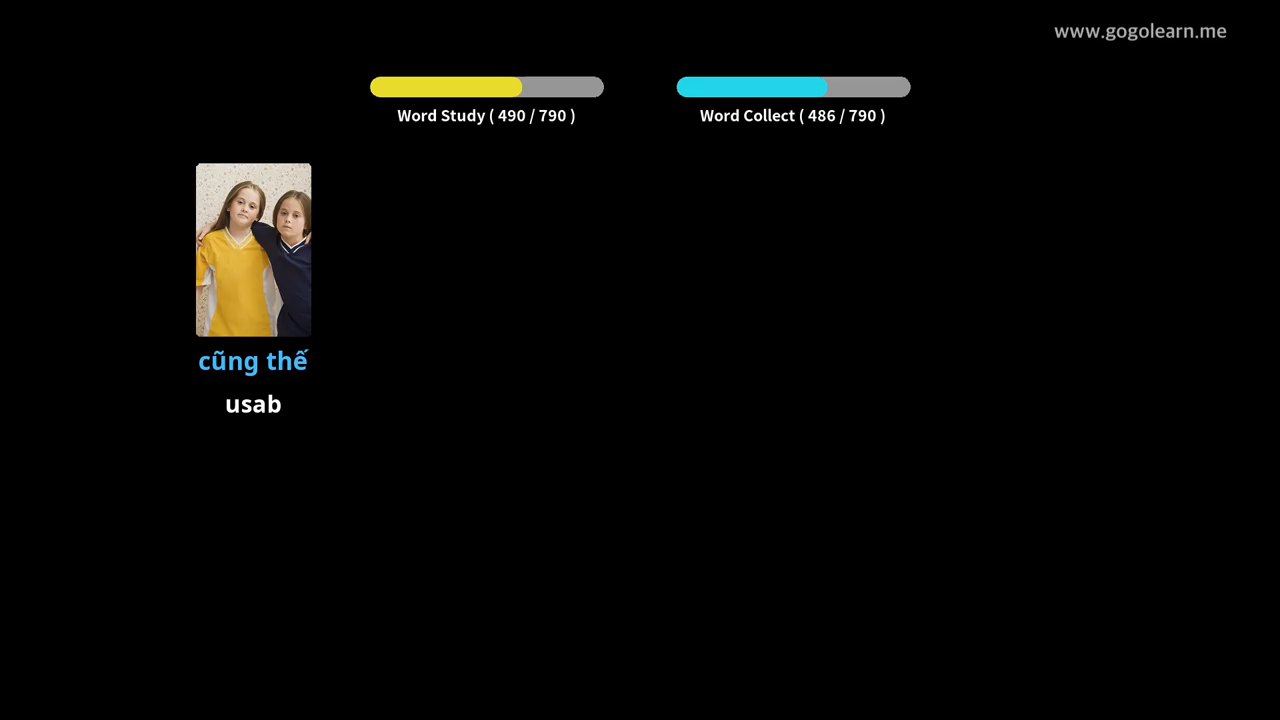 www.gogolearn.me
Word Study ( 490 / 790 )
Word Collect ( 486 / 790 )
cũng thế
usab